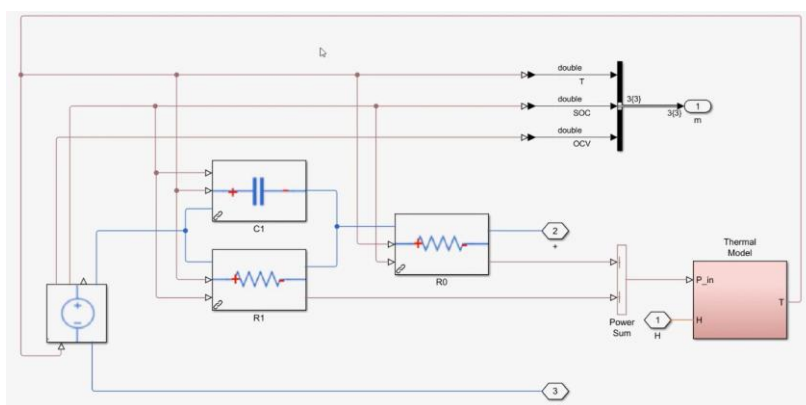 double
T
double
SOC
double
OCV
3{3}
3{3}
1
m
C1
R1
R0
2
+
Power
Sum
1
H
Thermal
Model
P_in
H
T
3